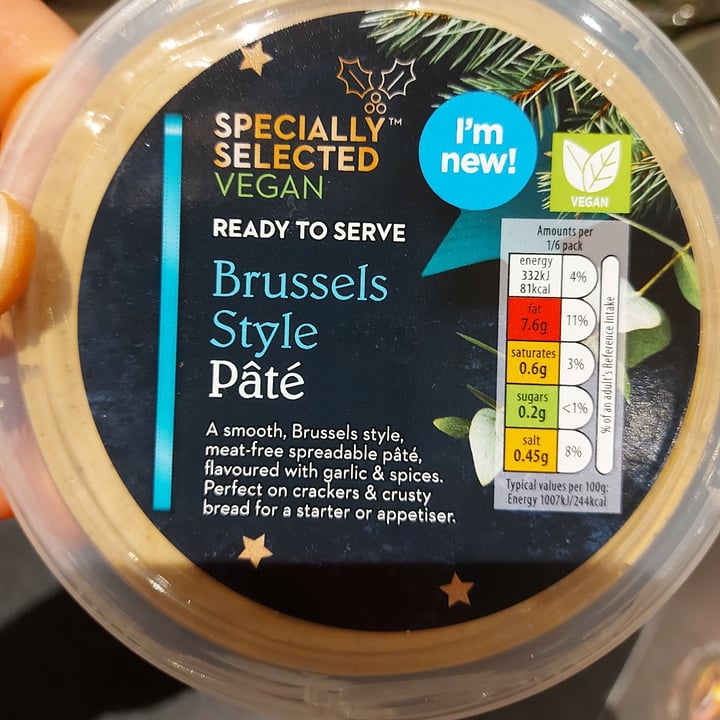 SPECIALLY™
SELECTED
VEGAN
READY TO SERVE
Brussels
Style
Pâté
A smooth, Brussels style,
meat-free spreadable pâté,
flavoured with garlic & spices.
Perfect on crackers & crusty
bread for a starter or appetiser.
I'm
new!
VEGAN
Amounts per
1/6 pack
energy
332kJ
81kcal
4%
fat
7.6g
11%
saturates
0.6g
3%
sugars
0.2g
<1%
salt
0.45g
8%
% of an adult's Reference Intake
Typical values per 100g:
Energy 1007kJ/244kcal